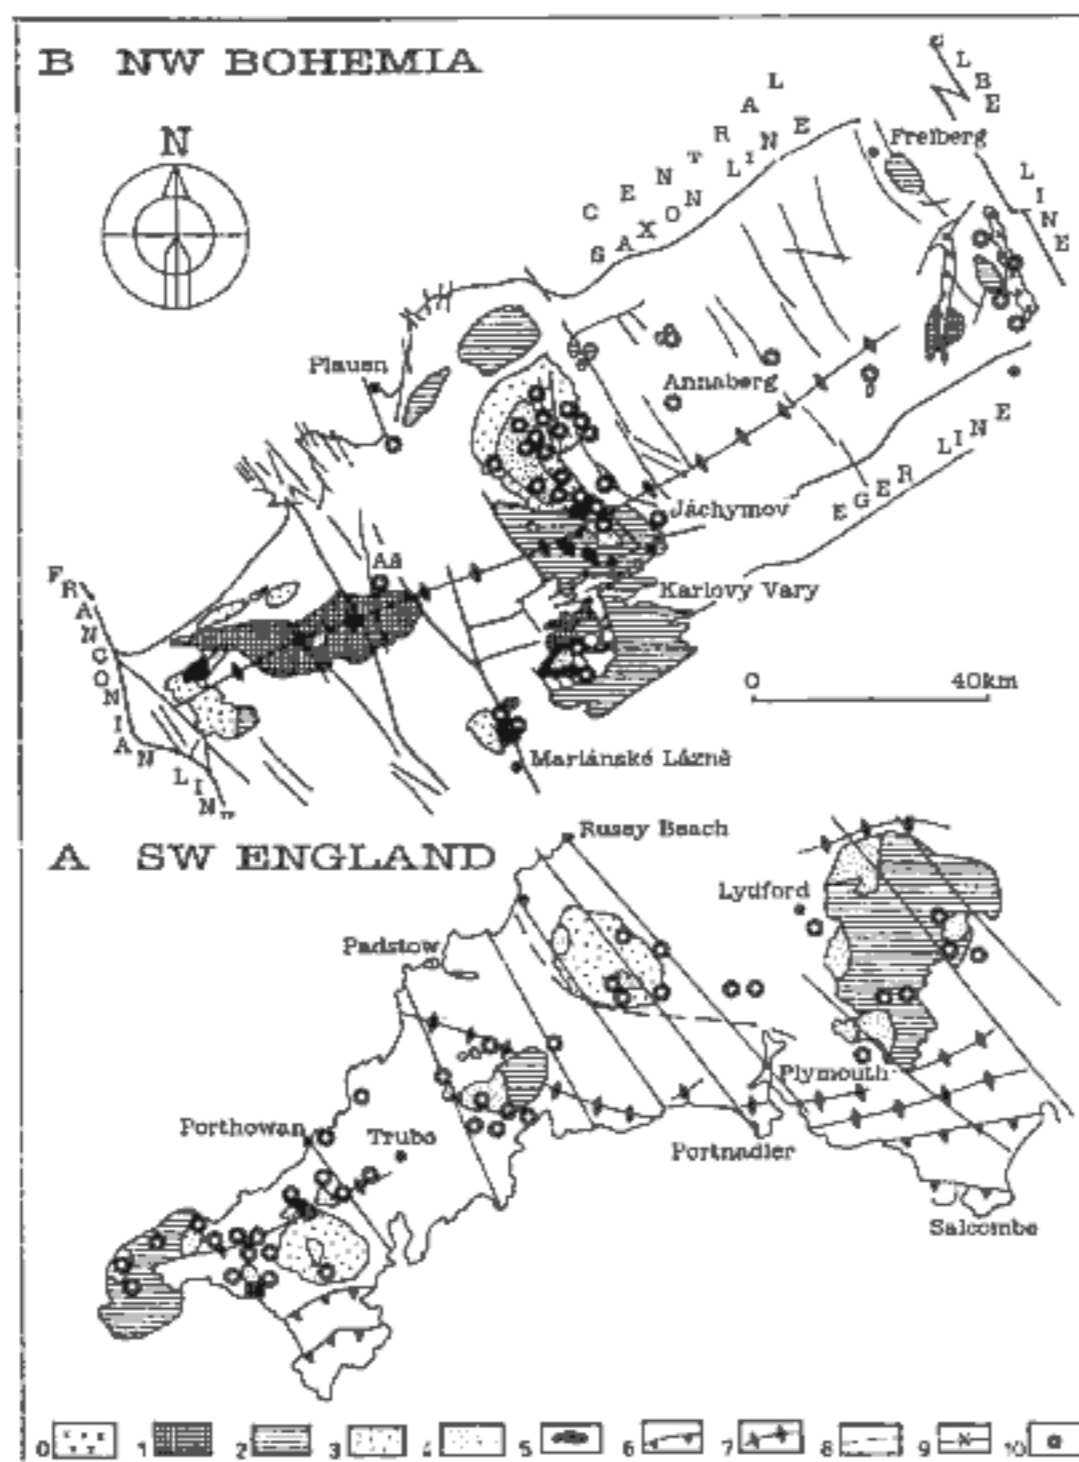 B NW BOHEMIA
N
CENTRAL
SAXON LINE
ELBE LINE
Freiberg
Plauen
Annaberg
Jáchymov
EGER LINE
Aš
Karlovy Vary
FRANCONIAN LINE
0 40km
Mariánské Lázně
A SW ENGLAND
Rusey Beach
Lydford
Padstow
Plymouth
Porthowan
Trubo
Portnadler
Salcombe
0 1 2 3 4 5 6 7 8 9 10